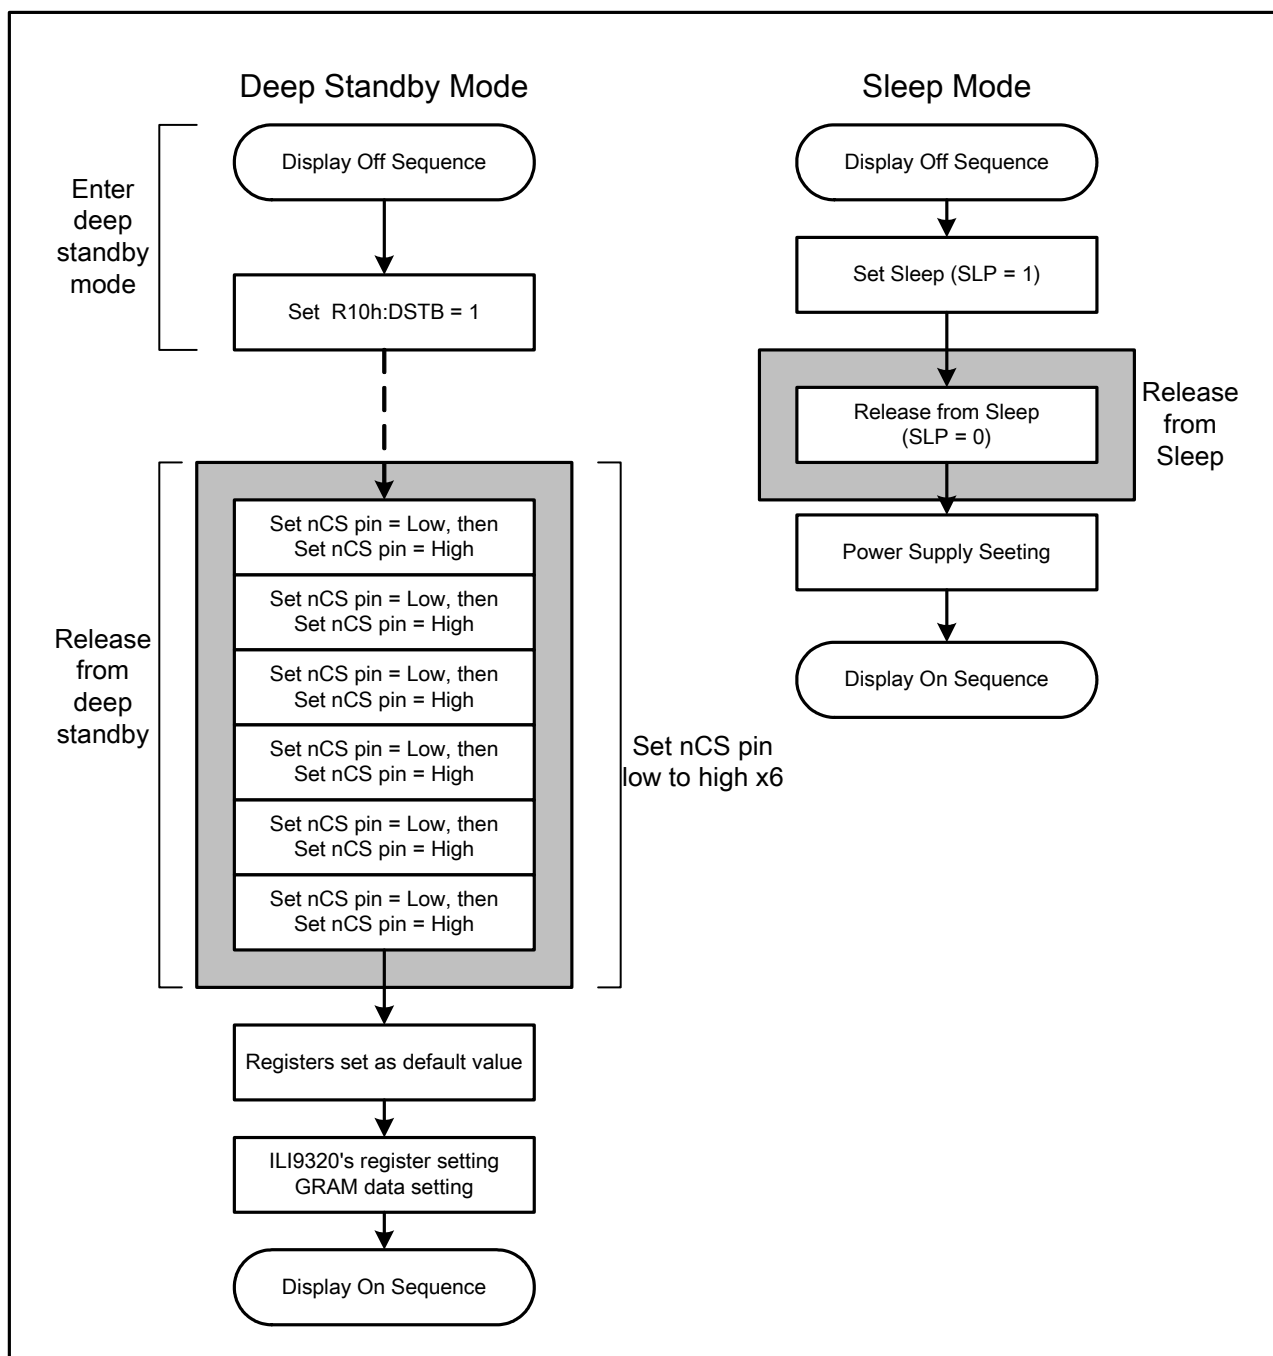 Deep Standby Mode
Enter
deep
standby
mode
Display Off Sequence
Set R10h:DSTB = 1
Release
from
deep
standby
Set nCS pin = Low, then
Set nCS pin = High
Set nCS pin = Low, then
Set nCS pin = High
Set nCS pin = Low, then
Set nCS pin = High
Set nCS pin = Low, then
Set nCS pin = High
Set nCS pin = Low, then
Set nCS pin = High
Set nCS pin = Low, then
Set nCS pin = High
Set nCS pin
low to high x6
Registers set as default value
ILI9320's register setting
GRAM data setting
Display On Sequence
Sleep Mode
Display Off Sequence
Set Sleep (SLP = 1)
Release from Sleep
(SLP = 0)
Release
from
Sleep
Power Supply Seeting
Display On Sequence